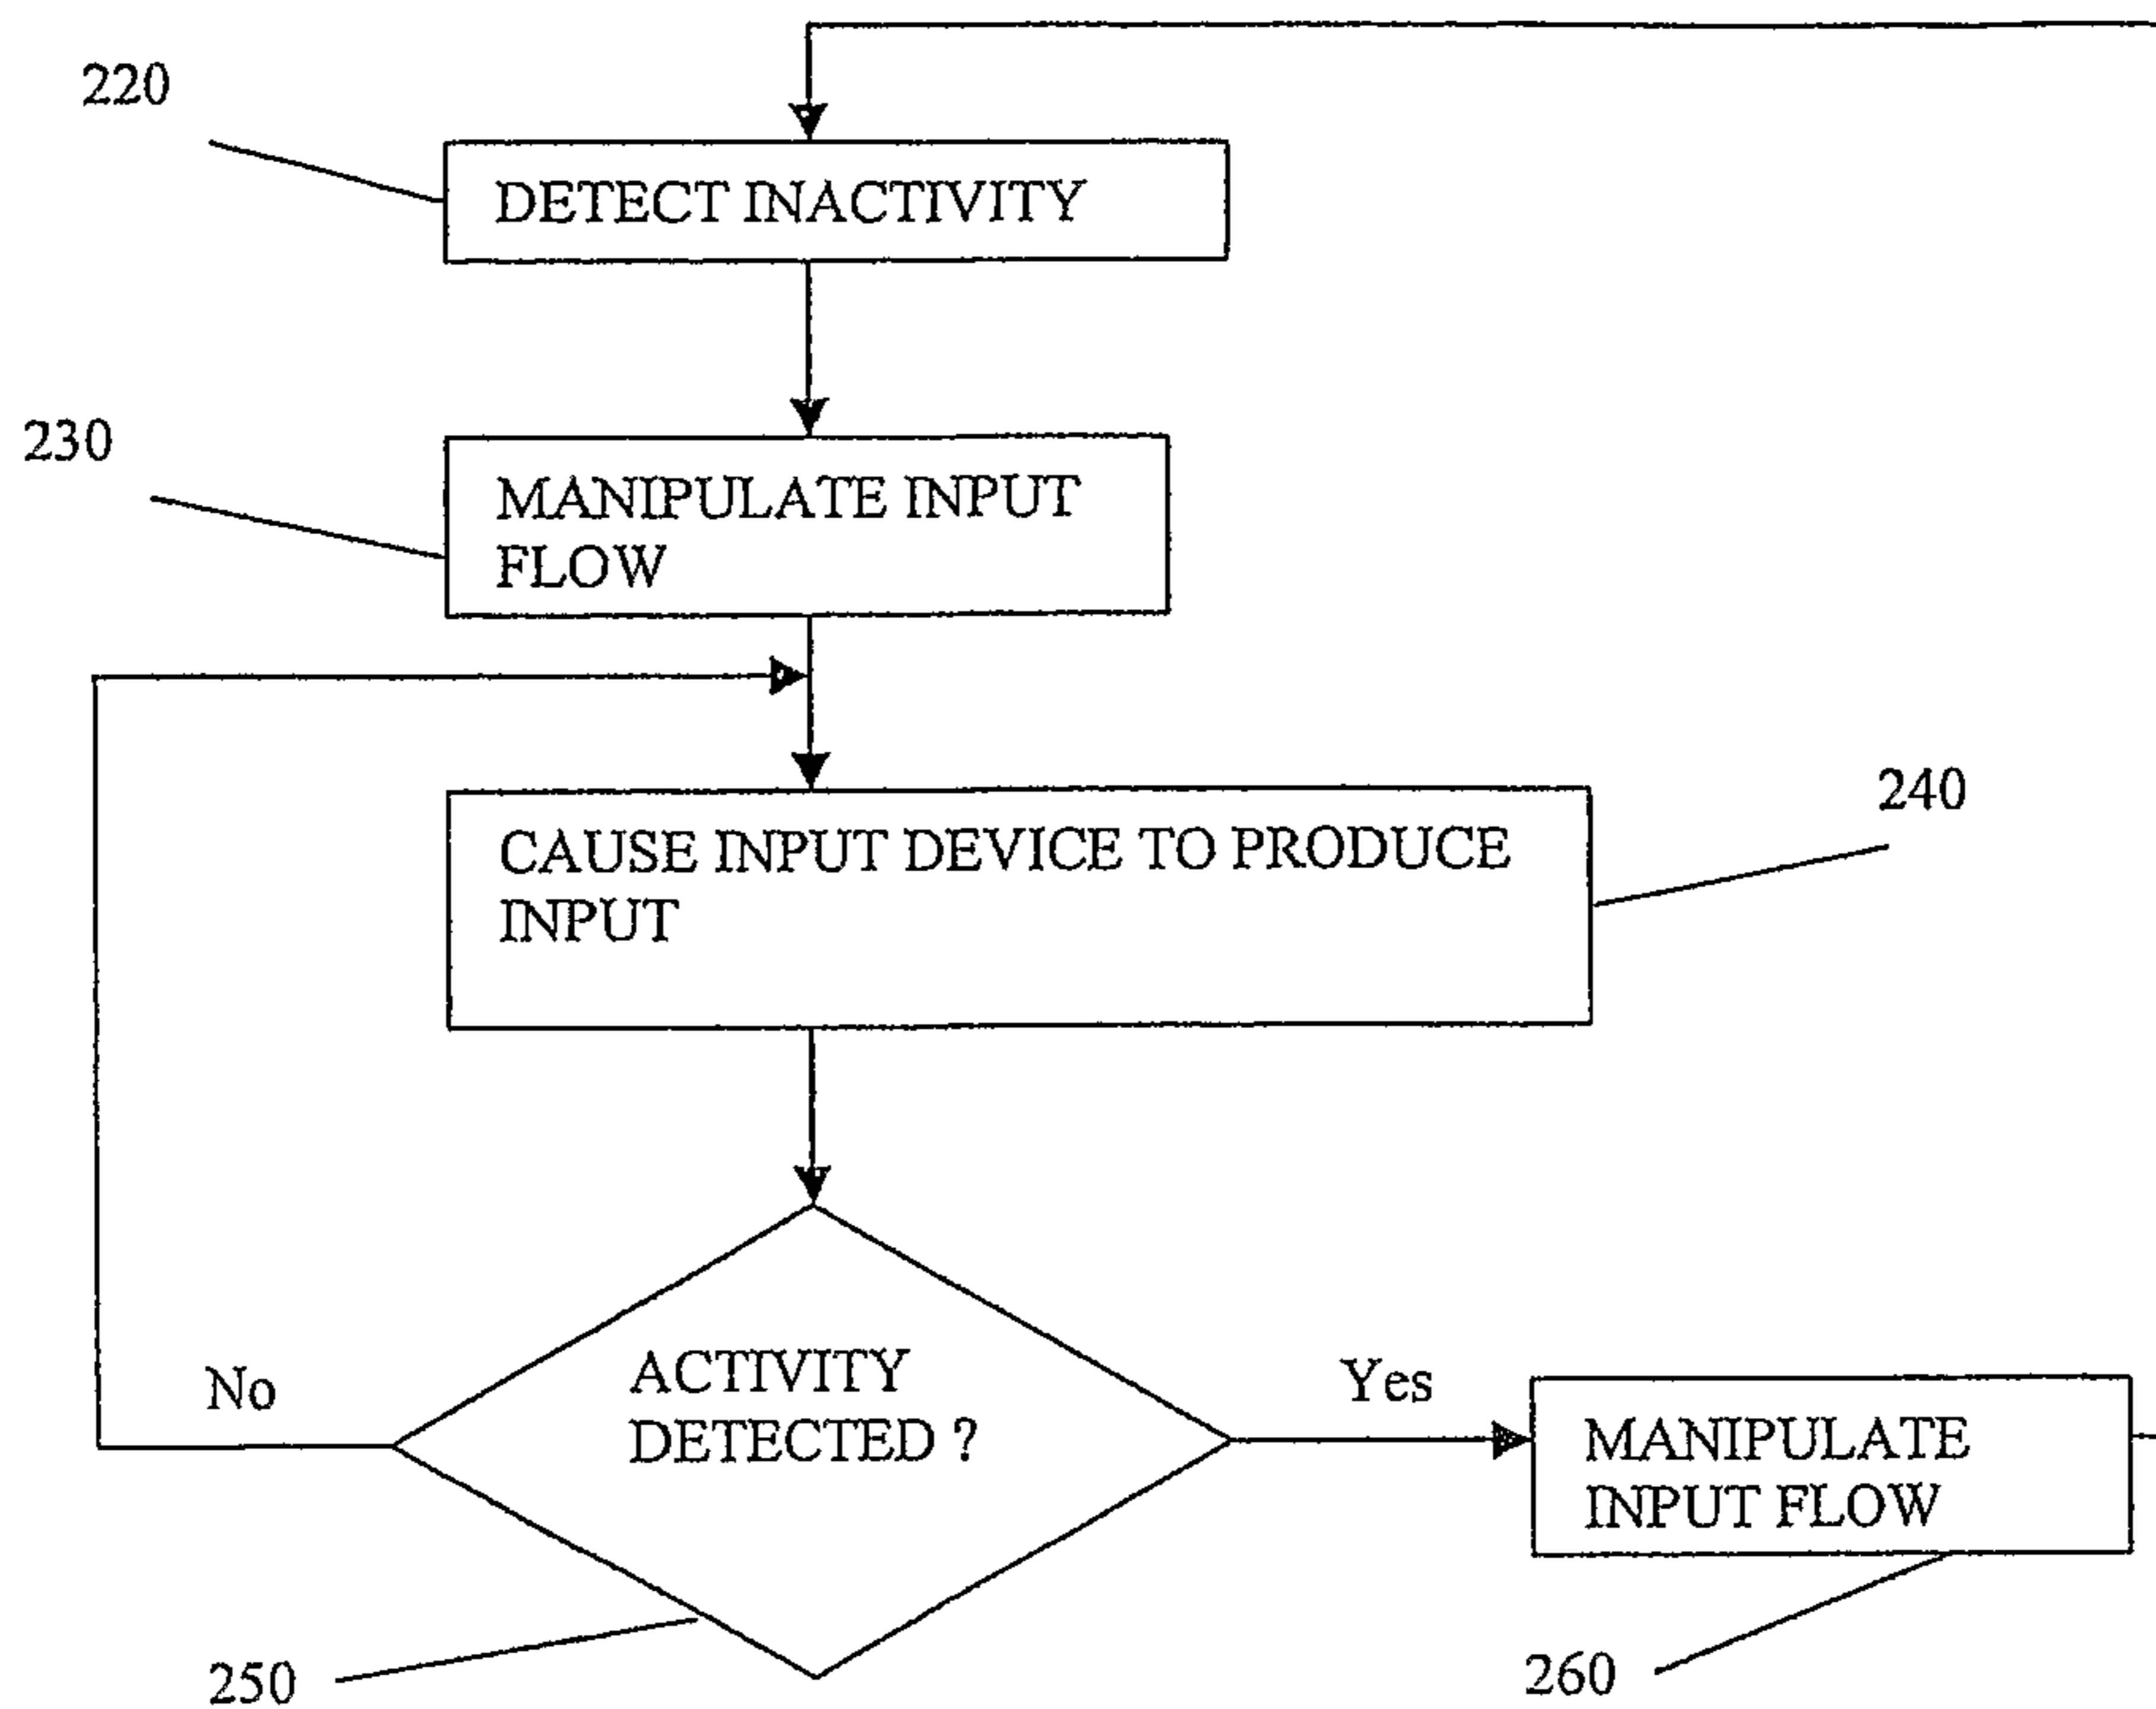 220
DETECT INACTIVITY
230
MANIPULATE INPUT
FLOW
240
CAUSE INPUT DEVICE TO PRODUCE
INPUT
No
ACTIVITY
DETECTED ?
Yes
MANIPULATE
INPUT FLOW
250
260